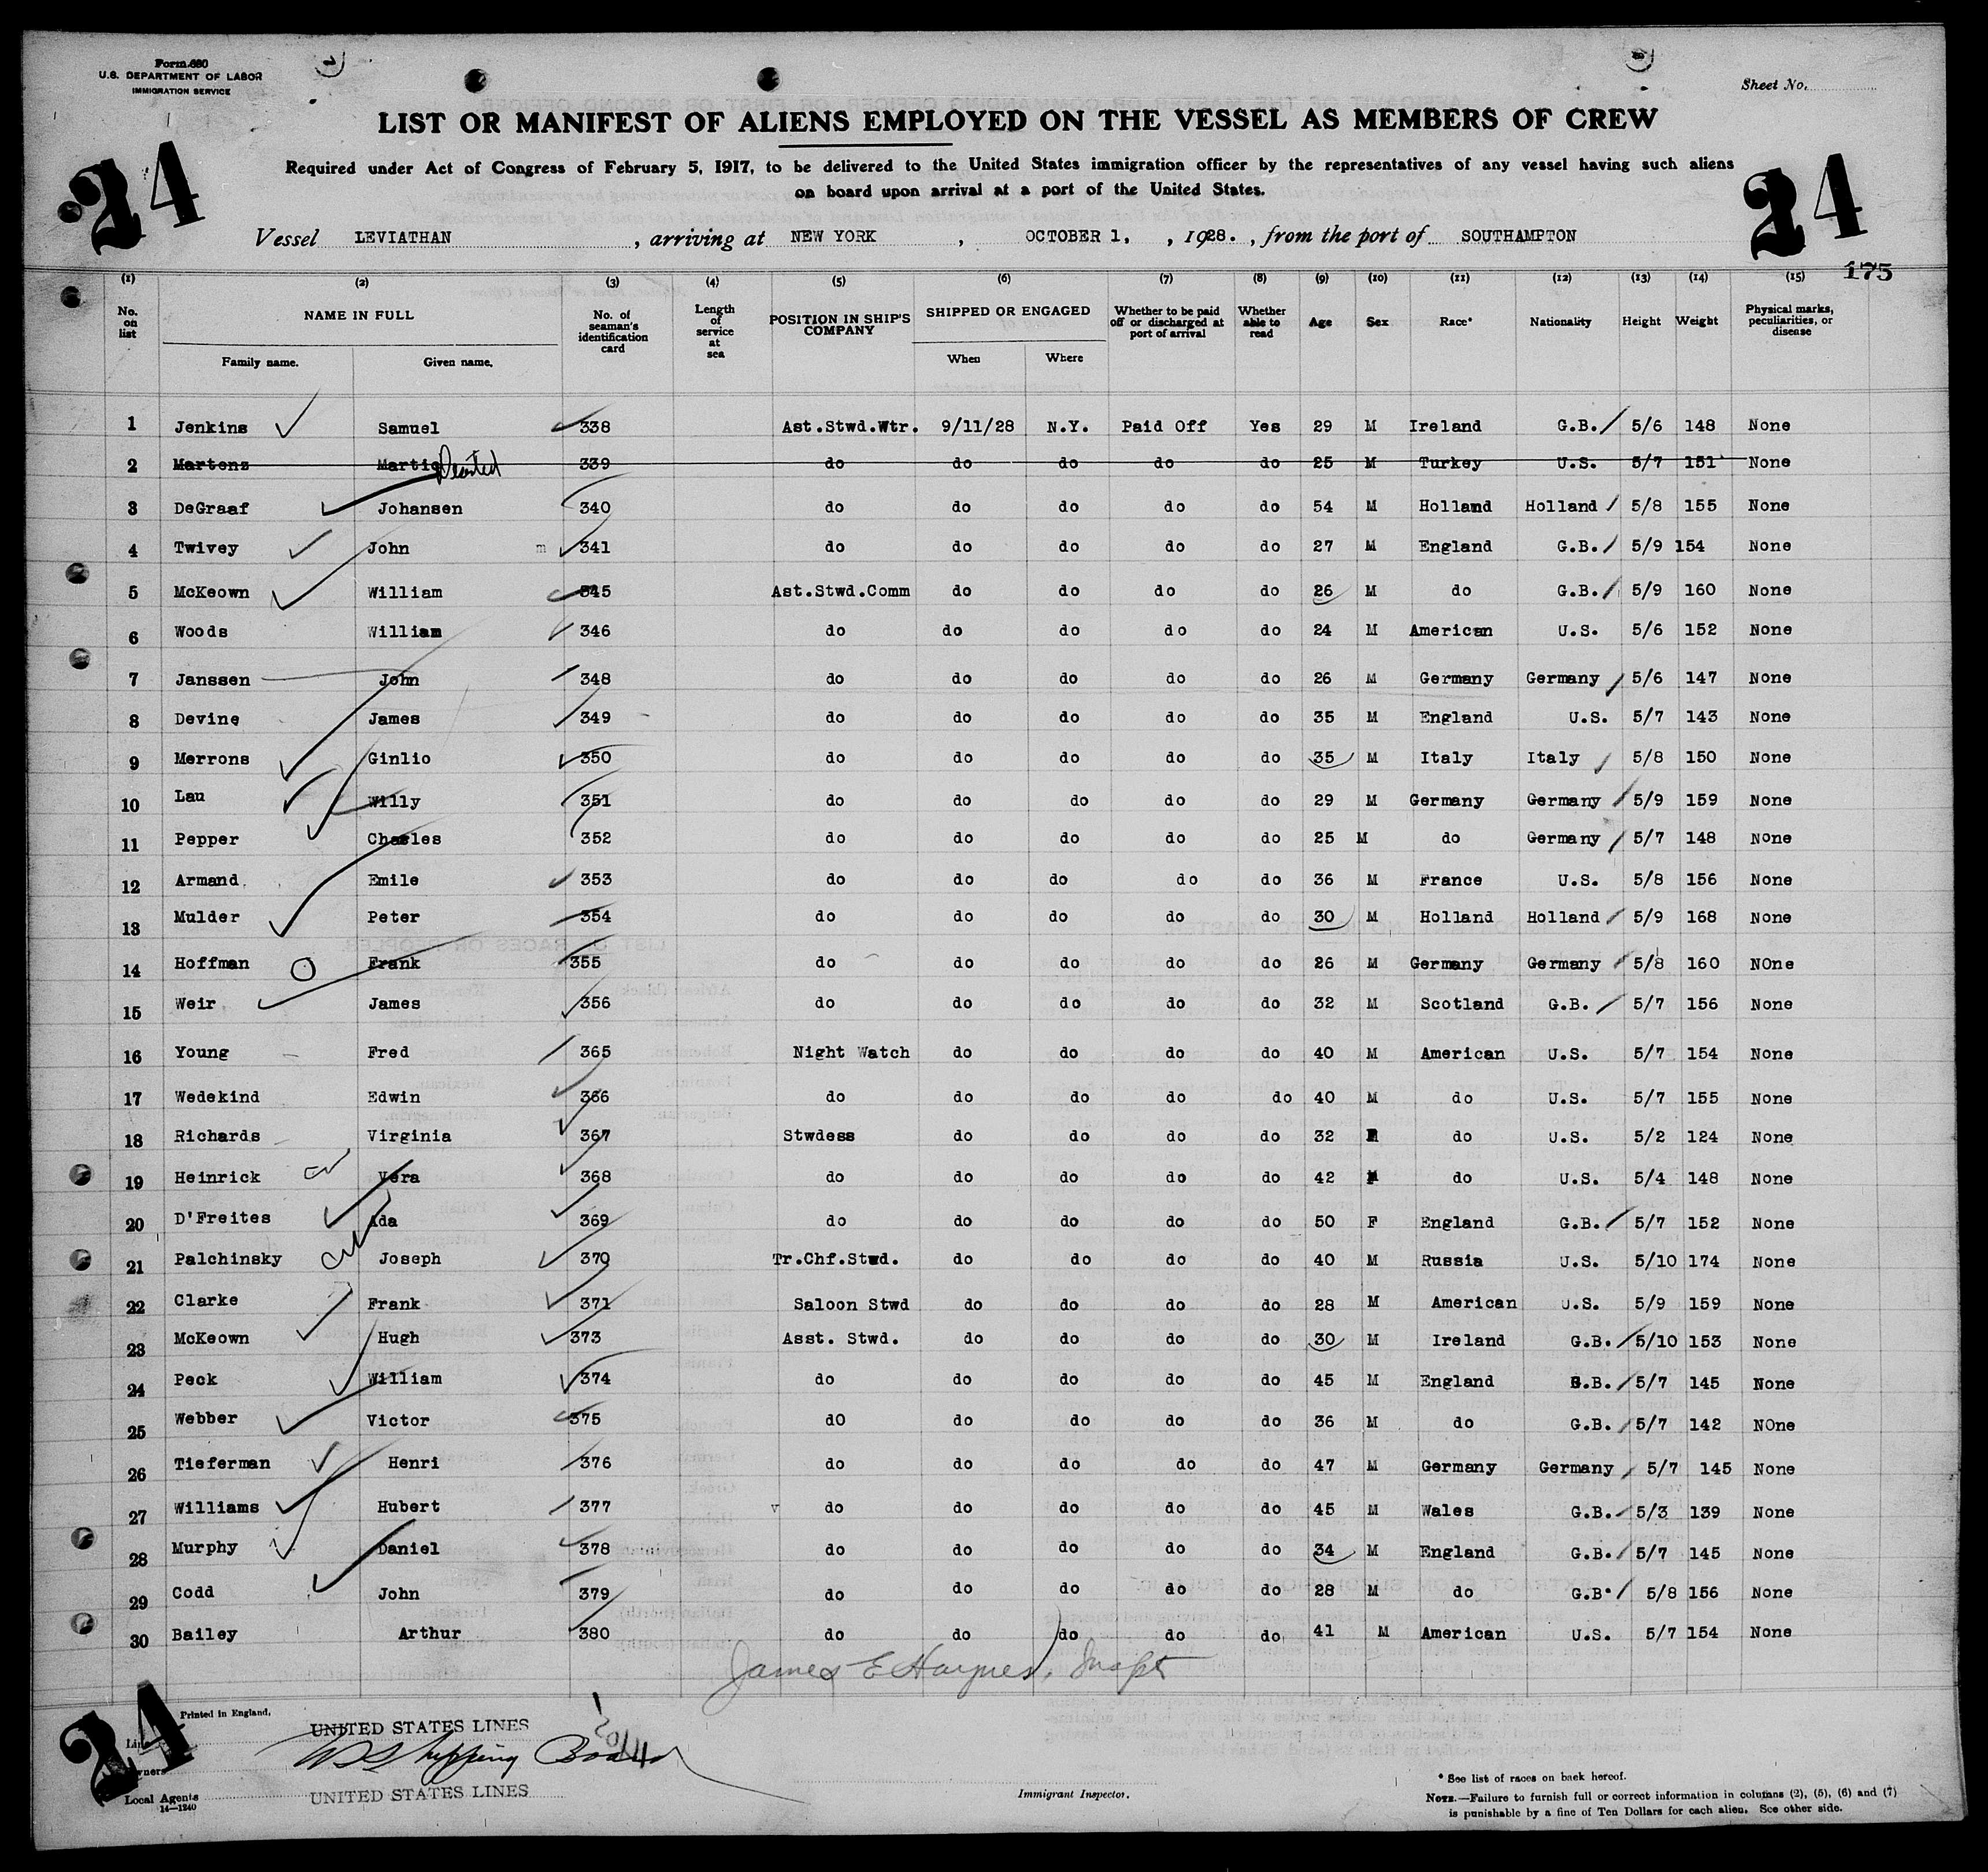 Form 680
U.S. DEPARTMENT OF LABOR
IMMIGRATION SERVICE
Sheet No.
LIST OR MANIFEST OF ALIENS EMPLOYED ON THE VESSEL AS MEMBERS OF CREW
Required under Act of Congress of February 5, 1917, to be delivered to the United States immigration officer by the representatives of any vessel having such aliens
on board upon arrival at a port of the United States.
24
24
Vessel LEVIATHAN, arriving at NEW YORK, OCTOBER 1, , 1928. , from the port of SOUTHAMPTON
175
(1) (2) (3) (4) (5) (6) (7) (8) (9) (10) (11) (12) (13) (14) (15)
No. on list NAME IN FULL Family name. Given name. No. of seaman's identification card Length of service at sea POSITION IN SHIP'S COMPANY SHIPPED OR ENGAGED When Where Whether to be paid off or discharged at port of arrival Whether able to read Age Sex Race* Nationality Height Weight Physical marks, peculiarities, or disease
1 Jenkins Samuel 338 Ast.Stwd.Wtr. 9/11/28 N.Y. Paid Off Yes 29 M Ireland G.B. 5/6 148 None
2 Martens Martin Deserted 339 do do do do do 25 M Turkey U.S. 5/7 151 None
3 DeGraaf Johansen 340 do do do do do 54 M Holland Holland 5/8 155 None
4 Twivey John m 341 do do do do do 27 M England G.B. 5/9 154 None
5 McKeown William 345 Ast.Stwd.Comm do do do do 26 M do G.B. 5/9 160 None
6 Woods William 346 do do do do do 24 M American U.S. 5/6 152 None
7 Janssen John 348 do do do do do 26 M Germany Germany 5/6 147 None
8 Devine James 349 do do do do do 35 M England U.S. 5/7 143 None
9 Merrons Ginlio 350 do do do do do 35 M Italy Italy 5/8 150 None
10 Lau Willy 351 do do do do do 29 M Germany Germany 5/9 159 None
11 Pepper Charles 352 do do do do do 25 M do Germany 5/7 148 None
12 Armand Emile 353 do do do do do 36 M France U.S. 5/8 156 None
13 Mulder Peter 354 do do do do do 30 M Holland Holland 5/9 168 None
14 Hoffman Frank 355 do do do do do 26 M Germany Germany 5/8 160 NOne
15 Weir James 356 do do do do do 32 M Scotland G.B. 5/7 156 None
16 Young Fred 365 Night Watch do do do do 40 M American U.S. 5/7 154 None
17 Wedekind Edwin 366 do do do do do 40 M do U.S. 5/7 155 None
18 Richards Virginia 367 Stwdess do do do do 32 F do U.S. 5/2 124 None
19 Heinrick Vera 368 do do do do do 42 F do U.S. 5/4 148 None
20 D'Freites Ada 369 do do do do do 50 F England G.B. 5/7 152 None
21 Palchinsky Joseph 370 Tr.Chf.Stwd. do do do do 40 M Russia U.S. 5/10 174 None
22 Clarke Frank 371 Saloon Stwd do do do do 28 M American U.S. 5/9 159 None
23 McKeown Hugh 373 Asst. Stwd. do do do do 30 M Ireland G.B. 5/10 153 None
24 Peck William 374 do do do do do 45 M England G.B. 5/7 145 None
25 Webber Victor 375 dO do do do do 36 M do G.B. 5/7 142 NOne
26 Tieferman Henri 376 do do do do do 47 M Germany Germany 5/7 145 None
27 Williams Hubert 377 v do do do do do 45 M Wales G.B. 5/3 139 None
28 Murphy Daniel 378 do do do do do 34 M England G.B. 5/7 145 None
29 Codd John 379 do do do do do 28 M do G.B. 5/8 156 None
30 Bailey Arthur 380 do do do do do 41 M American U.S. 5/7 154 None
James E Haynes, Inspt
24
Printed in England.
Line UNITED STATES LINES
Owners U S Shipping Board
Local Agents UNITED STATES LINES
14—1240
Immigrant Inspector.
* See list of races on back hereof.
NOTE.—Failure to furnish full or correct information in columns (2), (5), (6) and (7)
is punishable by a fine of Ten Dollars for each alien. See other side.